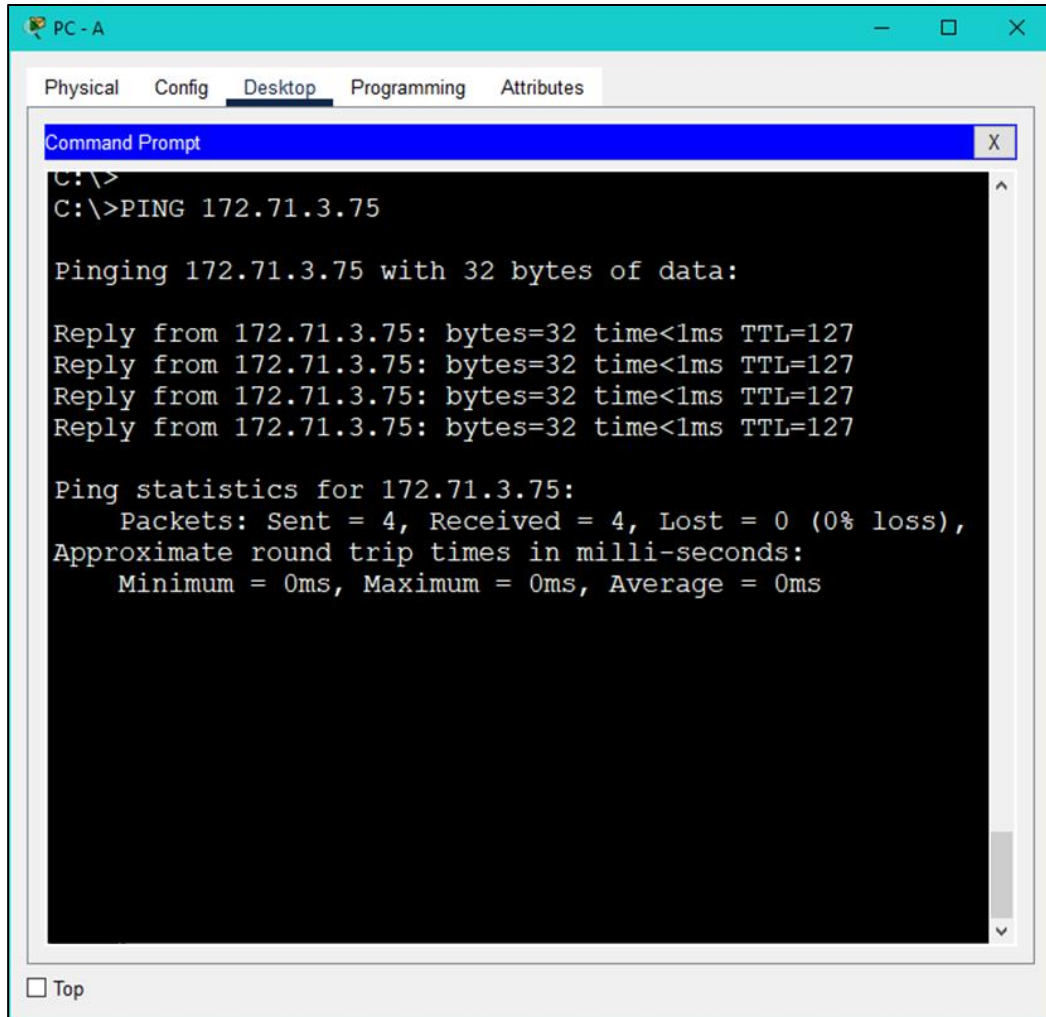 PC - A
Physical Config Desktop Programming Attributes
Command Prompt X
C:\>
C:\>PING 172.71.3.75
Pinging 172.71.3.75 with 32 bytes of data:
Reply from 172.71.3.75: bytes=32 time<1ms TTL=127
Reply from 172.71.3.75: bytes=32 time<1ms TTL=127
Reply from 172.71.3.75: bytes=32 time<1ms TTL=127
Reply from 172.71.3.75: bytes=32 time<1ms TTL=127
Ping statistics for 172.71.3.75:
Packets: Sent = 4, Received = 4, Lost = 0 (0% loss),
Approximate round trip times in milli-seconds:
Minimum = 0ms, Maximum = 0ms, Average = 0ms
Top